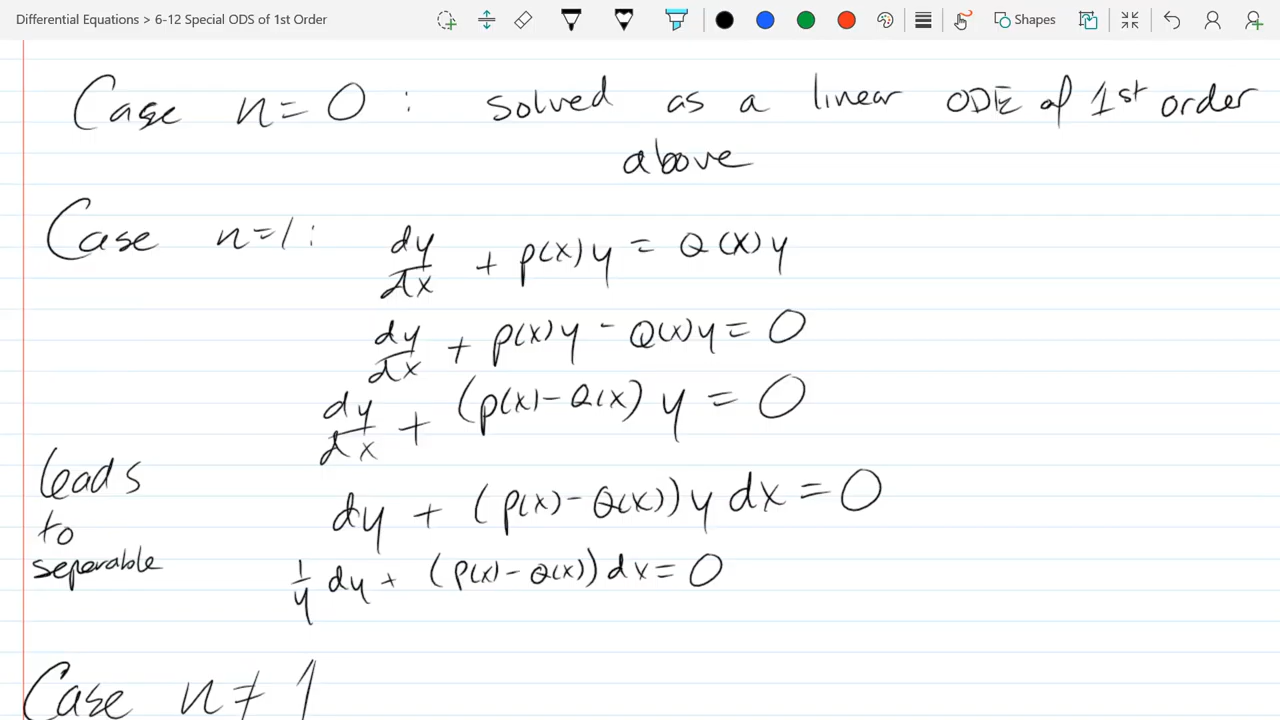 Differential Equations > 6-12 Special ODS of 1st Order
Shapes
Case n=0 : solved as a linear ODE of 1st order
above
Case n=1: dy/dx + p(x)y = Q(x)y
dy/dx + p(x)y - Q(x)y = 0
dy/dx + (p(x)-Q(x)) y = 0
leads
to
separable
dy + (p(x)-Q(x))y dx = 0
1/y dy + (p(x)-Q(x))dx = 0
Case n ≠ 1